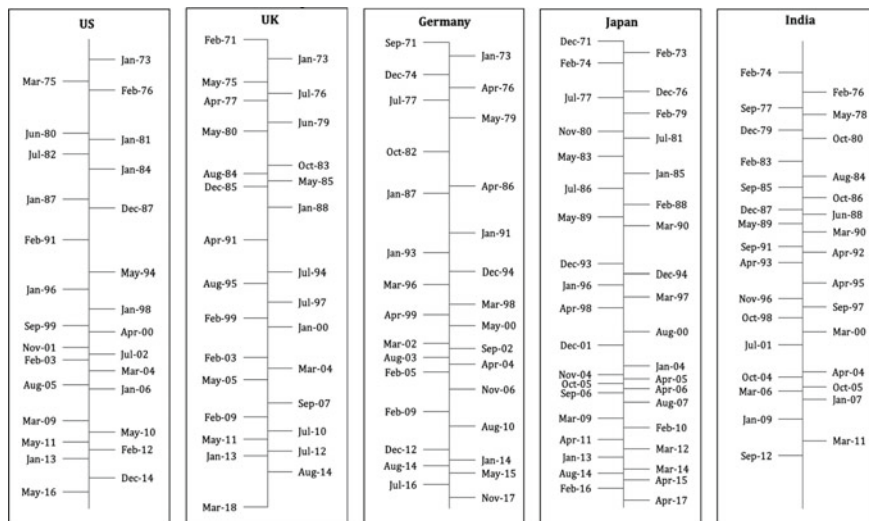 US
Jan-73
Mar-75
Feb-76
Jun-80
Jan-81
Jul-82
Jan-84
Jan-87
Dec-87
Feb-91
May-94
Jan-96
Jan-98
Sep-99
Apr-00
Nov-01
Jul-02
Feb-03
Mar-04
Aug-05
Jan-06
Mar-09
May-10
May-11
Feb-12
Jan-13
Dec-14
May-16
UK
Feb-71
Jan-73
May-75
Jul-76
Apr-77
Jun-79
May-80
Oct-83
Aug-84
May-85
Dec-85
Jan-88
Apr-91
Jul-94
Aug-95
Jul-97
Feb-99
Jan-00
Feb-03
Mar-04
May-05
Sep-07
Feb-09
Jul-10
May-11
Jul-12
Jan-13
Aug-14
Mar-18
Germany
Sep-71
Jan-73
Dec-74
Apr-76
Jul-77
May-79
Oct-82
Apr-86
Jan-87
Jan-91
Jan-93
Dec-94
Mar-96
Mar-98
Apr-99
May-00
Mar-02
Sep-02
Aug-03
Apr-04
Feb-05
Nov-06
Feb-09
Aug-10
Dec-12
Jan-14
Aug-14
May-15
Jul-16
Nov-17
Japan
Dec-71
Feb-73
Feb-74
Dec-76
Jul-77
Feb-79
Nov-80
Jul-81
May-83
Jan-85
Jul-86
Feb-88
May-89
Mar-90
Dec-93
Dec-94
Jan-96
Mar-97
Apr-98
Aug-00
Dec-01
Jan-04
Nov-04
Apr-05
Oct-05
Apr-06
Sep-06
Aug-07
Mar-09
Feb-10
Apr-11
Mar-12
Jan-13
Mar-14
Aug-14
Apr-15
Feb-16
Apr-17
India
Feb-74
Feb-76
Sep-77
May-78
Dec-79
Oct-80
Feb-83
Aug-84
Sep-85
Oct-86
Dec-87
Jun-88
May-89
Mar-90
Sep-91
Apr-92
Apr-93
Apr-95
Nov-96
Sep-97
Oct-98
Mar-00
Jul-01
Apr-04
Oct-04
Oct-05
Mar-06
Jan-07
Jan-09
Mar-11
Sep-12